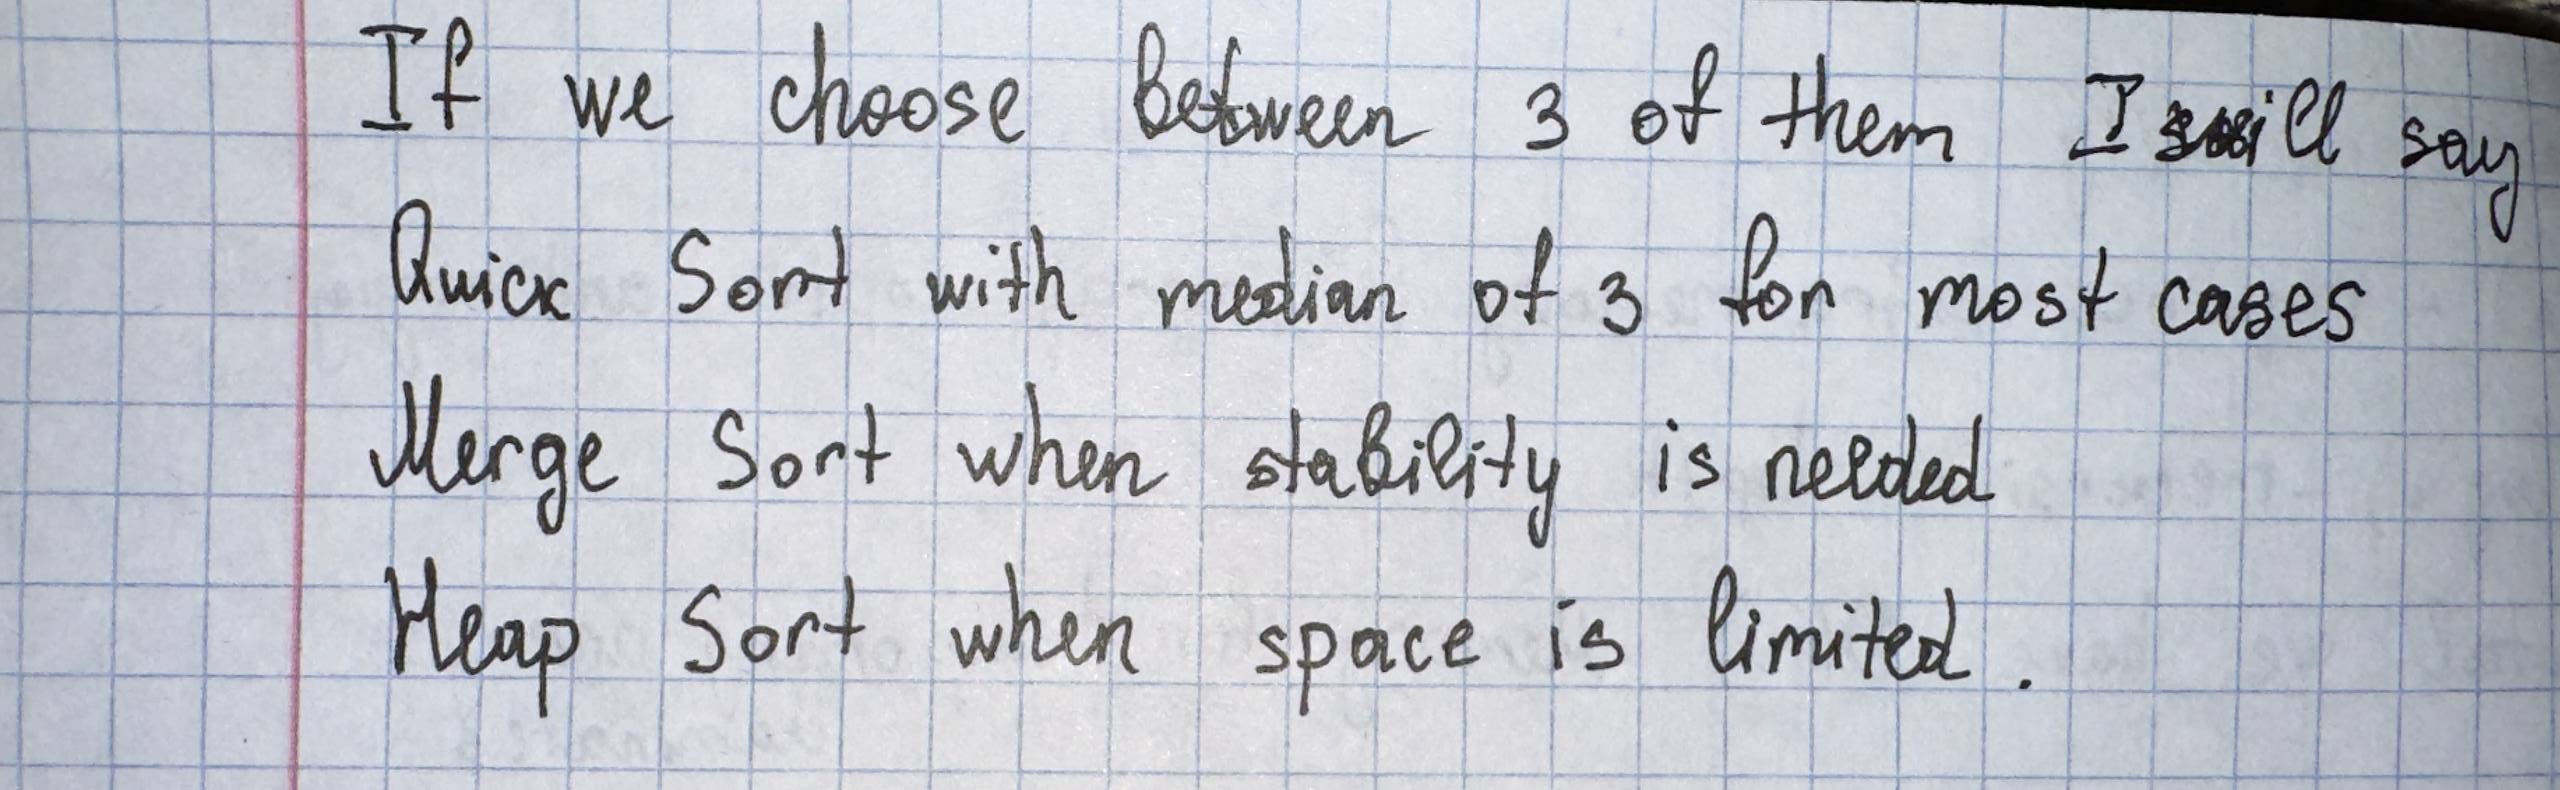 If we choose between 3 of them I will say
Quick Sort with median of 3 for most cases
Merge Sort when stability is needed
Heap Sort when space is limited.